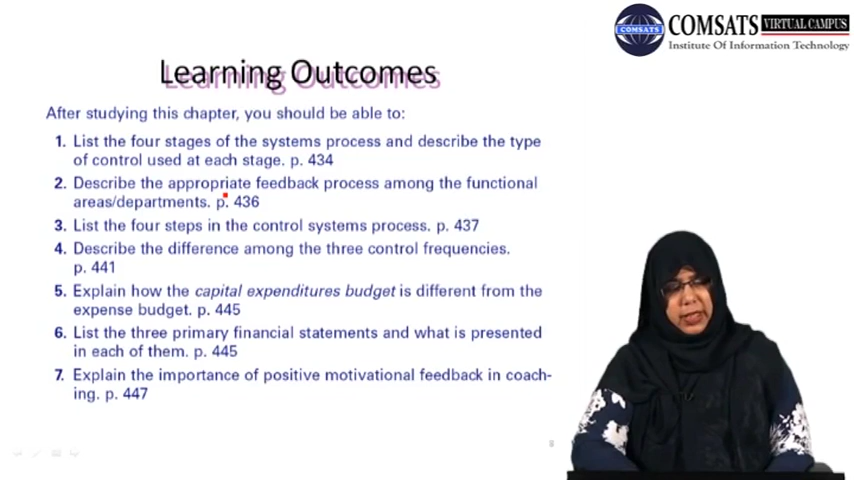 COMSATS VIRTUAL CAMPUS
COMSATS
Institute Of Information Technology
Learning Outcomes
After studying this chapter, you should be able to:
1. List the four stages of the systems process and describe the type
of control used at each stage. p. 434
2. Describe the appropriate feedback process among the functional
areas/departments. p. 436
3. List the four steps in the control systems process. p. 437
4. Describe the difference among the three control frequencies.
p. 441
5. Explain how the capital expenditures budget is different from the
expense budget. p. 445
6. List the three primary financial statements and what is presented
in each of them. p. 445
7. Explain the importance of positive motivational feedback in coach-
ing. p. 447